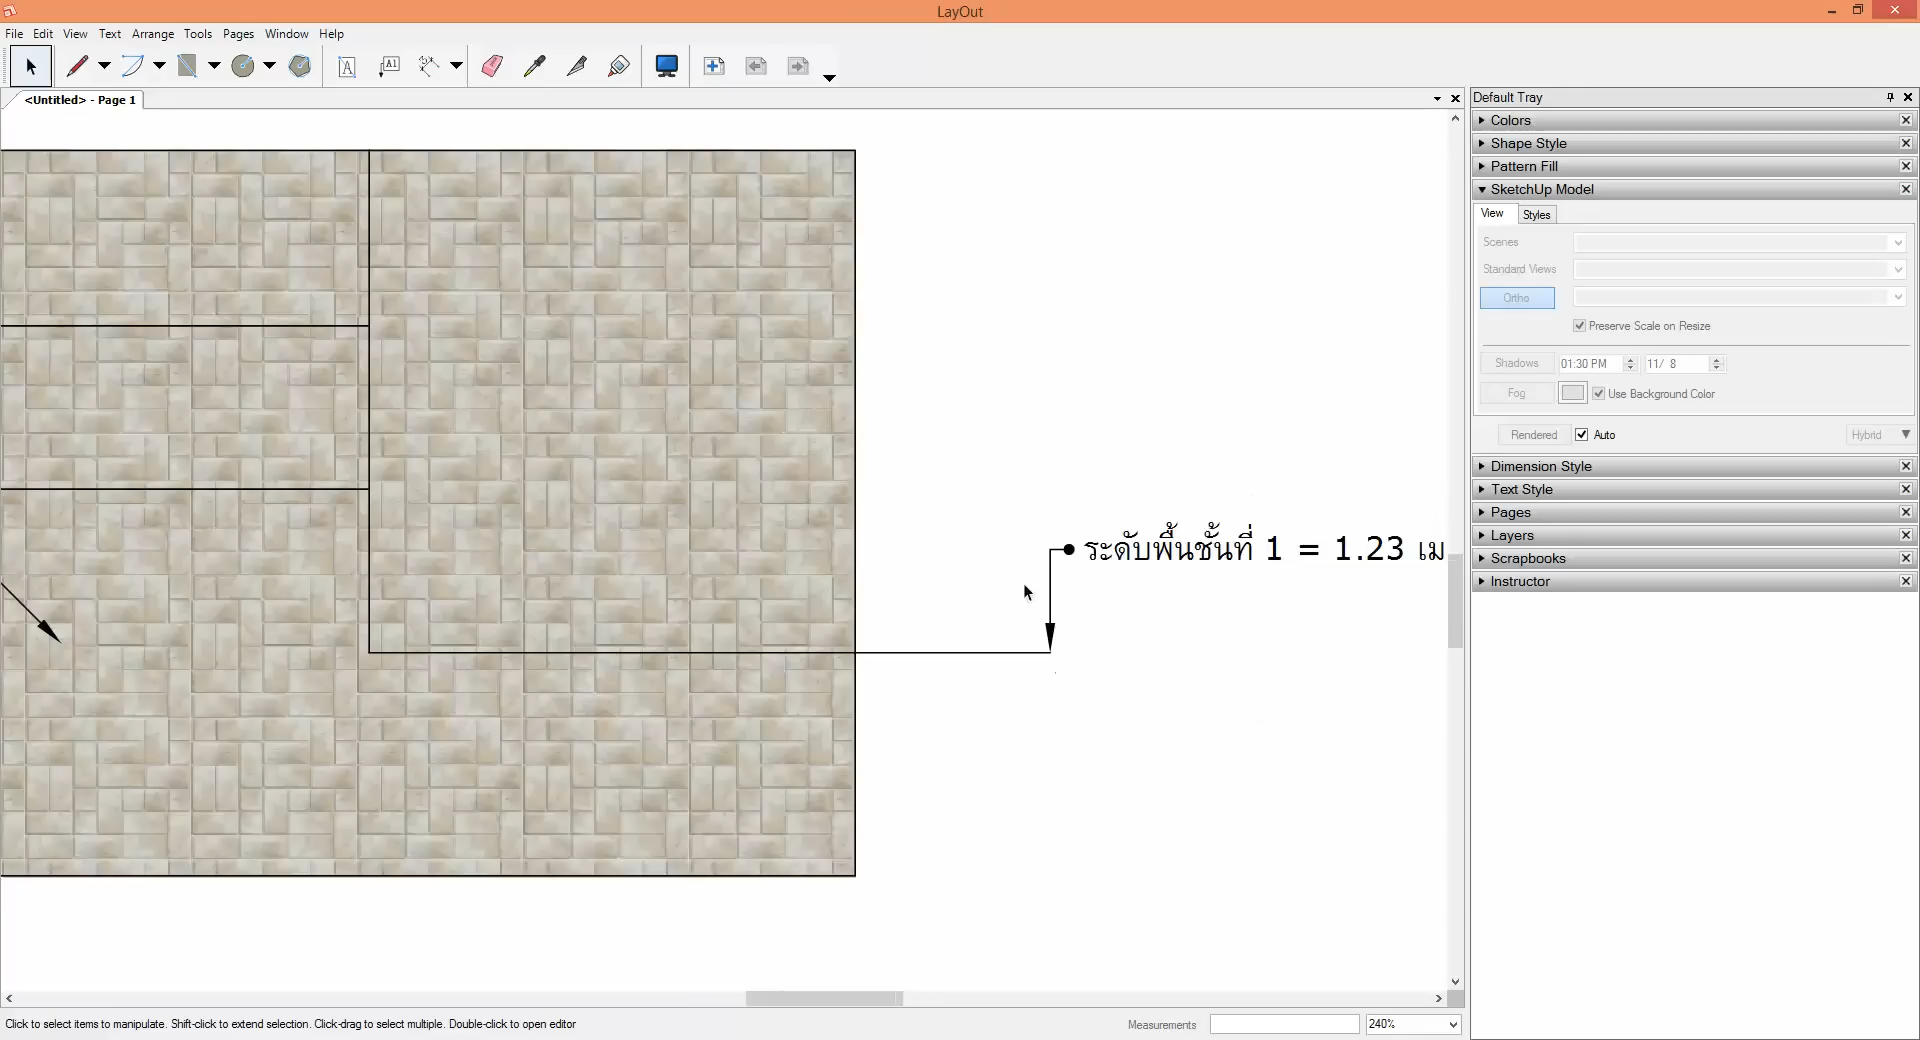 LayOut
File Edit View Text Arrange Tools Pages Window Help
A A1
<Untitled> - Page 1
Default Tray
Colors
Shape Style
Pattern Fill
SketchUp Model
View Styles
Scenes
Standard Views
Ortho
Preserve Scale on Resize
Shadows 01:30 PM 11/ 8
Fog Use Background Color
Rendered Auto Hybrid
Dimension Style
Text Style
Pages
Layers
Scrapbooks
Instructor
ระดับพื้นชั้นที่ 1 = 1.23 เม
Click to select items to manipulate. Shift-click to extend selection. Click-drag to select multiple. Double-click to open editor
Measurements 240%